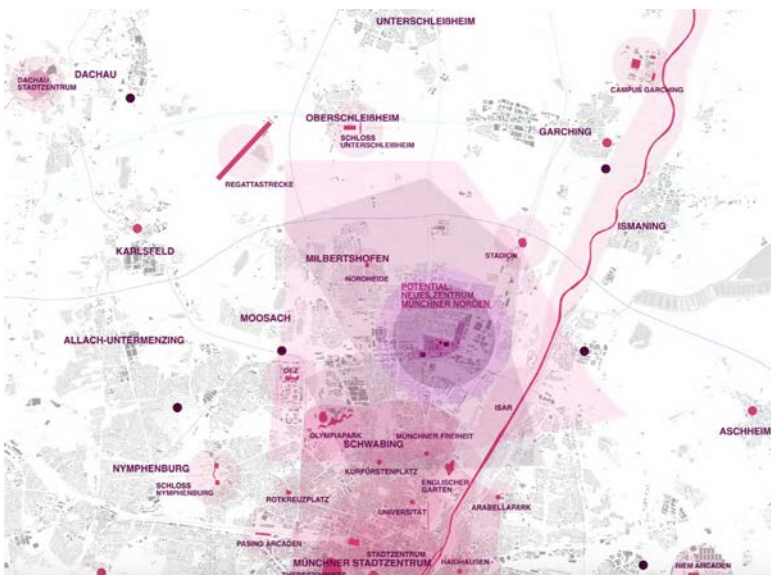 UNTERSCHLEIßHEIM
DACHAU
DACHAU
STADTZENTRUM
CAMPUS GARCHING
OBERSCHLEIßHEIM
SCHLOSS
UNTERSCHLEIßHEIM
GARCHING
REGATTASTRECKE
ISMANING
KARLSFELD
MILBERTSHOFEN
NORDHEIDE
STADION
POTENTIAL:
NEUES ZENTRUM
MÜNCHNER NORDEN
MOOSACH
ALLACH-UNTERMENZING
OEZ
ISAR
OLYMPIAPARK
MÜNCHNER FREIHEIT
SCHWABING
ASCHHEIM
NYMPHENBURG
KURFÜRSTENPLATZ
SCHLOSS
NYMPHENBURG
ENGLISCHER
GARTEN
ROTKREUZPLATZ
UNIVERSITÄT
ARABELLAPARK
PASING ARCADEN
STADTZENTRUM
MÜNCHNER STADTZENTRUM
HAIDHAUSEN
RIEM ARCADEN